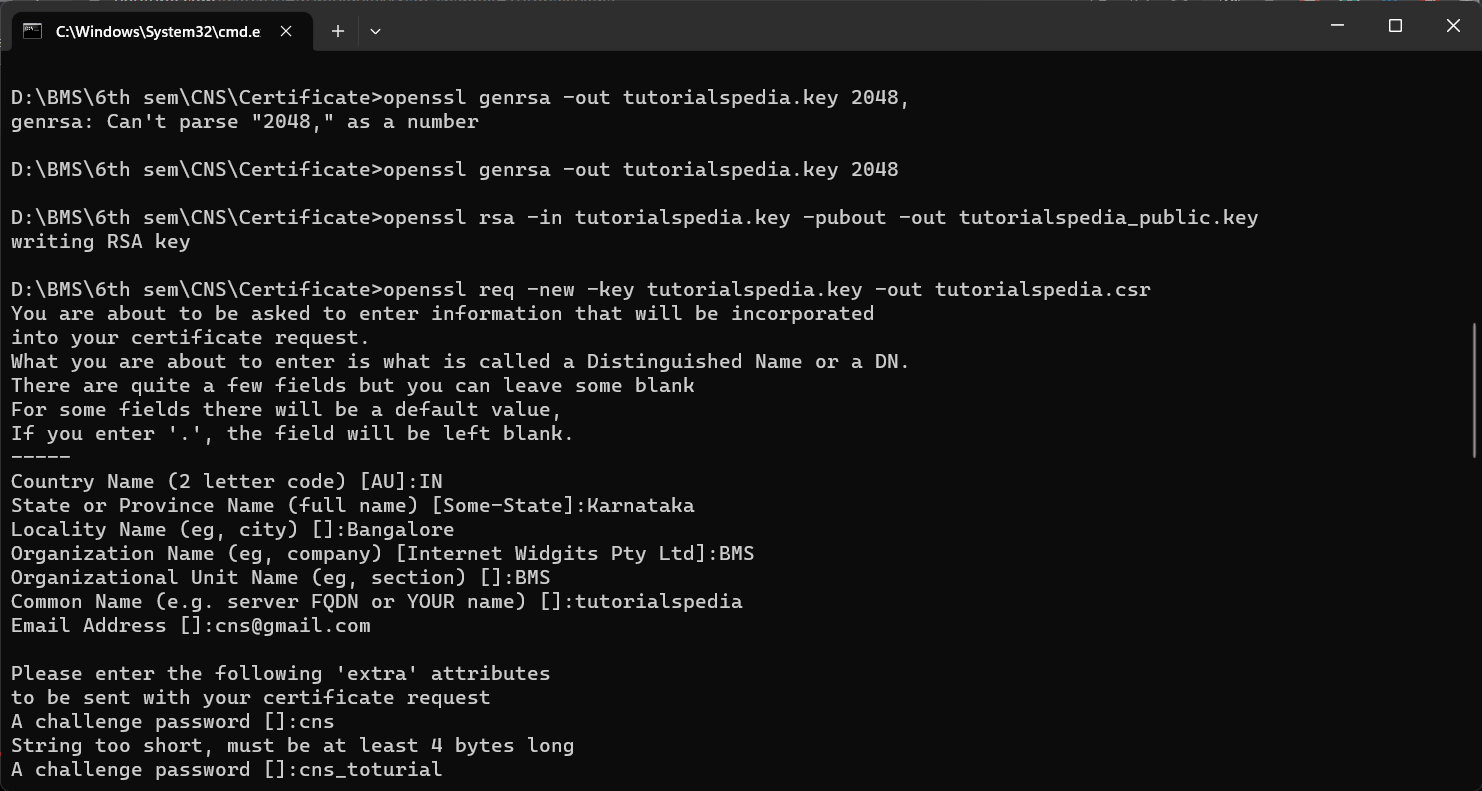 C:\Windows\System32\cmd.e
D:\BMS\6th sem\CNS\Certificate>openssl genrsa -out tutorialspedia.key 2048,
genrsa: Can't parse "2048," as a number
D:\BMS\6th sem\CNS\Certificate>openssl genrsa -out tutorialspedia.key 2048
D:\BMS\6th sem\CNS\Certificate>openssl rsa -in tutorialspedia.key -pubout -out tutorialspedia_public.key
writing RSA key
D:\BMS\6th sem\CNS\Certificate>openssl req -new -key tutorialspedia.key -out tutorialspedia.csr
You are about to be asked to enter information that will be incorporated
into your certificate request.
What you are about to enter is what is called a Distinguished Name or a DN.
There are quite a few fields but you can leave some blank
For some fields there will be a default value,
If you enter '.', the field will be left blank.
-----
Country Name (2 letter code) [AU]:IN
State or Province Name (full name) [Some-State]:Karnataka
Locality Name (eg, city) []:Bangalore
Organization Name (eg, company) [Internet Widgits Pty Ltd]:BMS
Organizational Unit Name (eg, section) []:BMS
Common Name (e.g. server FQDN or YOUR name) []:tutorialspedia
Email Address []:cns@gmail.com
Please enter the following 'extra' attributes
to be sent with your certificate request
A challenge password []:cns
String too short, must be at least 4 bytes long
A challenge password []:cns_toturial